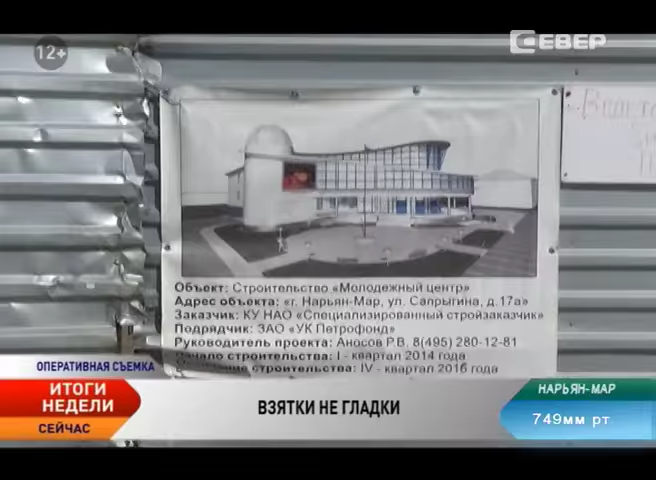 12+
СЕВЕР
Объект: Строительство «Молодежный центр»
Адрес объекта: «г. Нарьян-Мар, ул. Сапрыгина, д.17а»
Заказчик: КУ НАО «Специализированный стройзаказчик»
Подрядчик: ЗАО «УК Петрофонд»
Руководитель проекта: Аносов Р.В. 8(495) 280-12-81
Начало строительства: I - квартал 2014 года
строительства: IV - квартал 2016 года
ОПЕРАТИВНАЯ СЪЕМКА
ИТОГИ
НЕДЕЛИ
СЕЙЧАС
ВЗЯТКИ НЕ ГЛАДКИ
НАРЬЯН-МАР
749мм рт